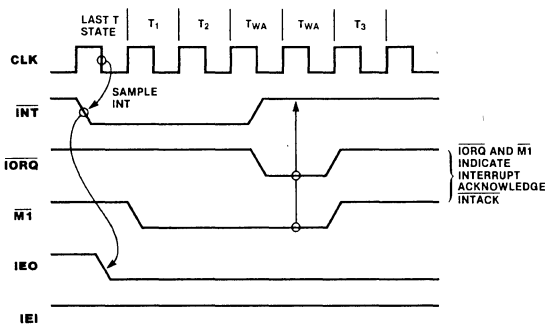 LAST T
STATE
T1
T2
TWA
TWA
T3
CLK
SAMPLE
INT
INT
IORQ
M1
IORQ AND M1
INDICATE
INTERRUPT
ACKNOWLEDGE
INTACK
IEO
IEI